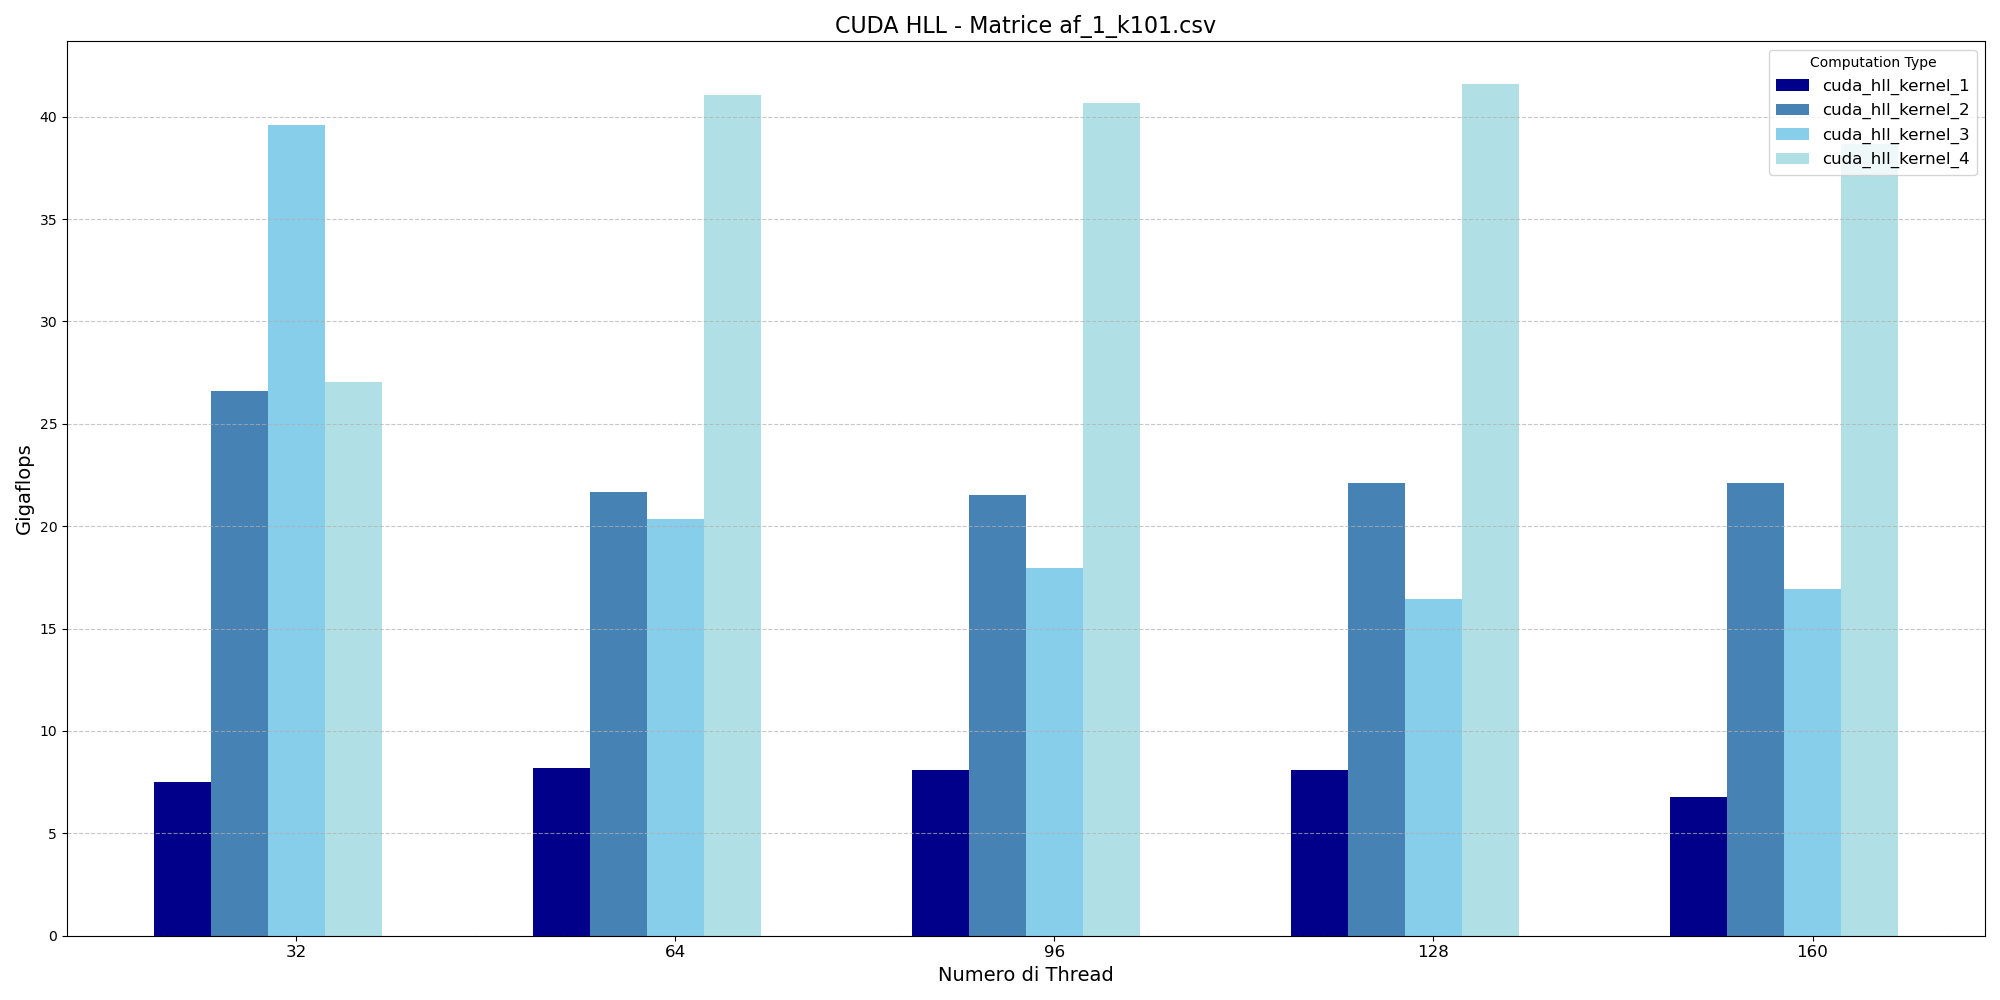 CUDA HLL - Matrice af_1_k101.csv
Computation Type
cuda_hll_kernel_1
cuda_hll_kernel_2
cuda_hll_kernel_3
cuda_hll_kernel_4
Gigaflops
40
35
30
25
20
15
10
5
0
32 64 96 128 160
Numero di Thread